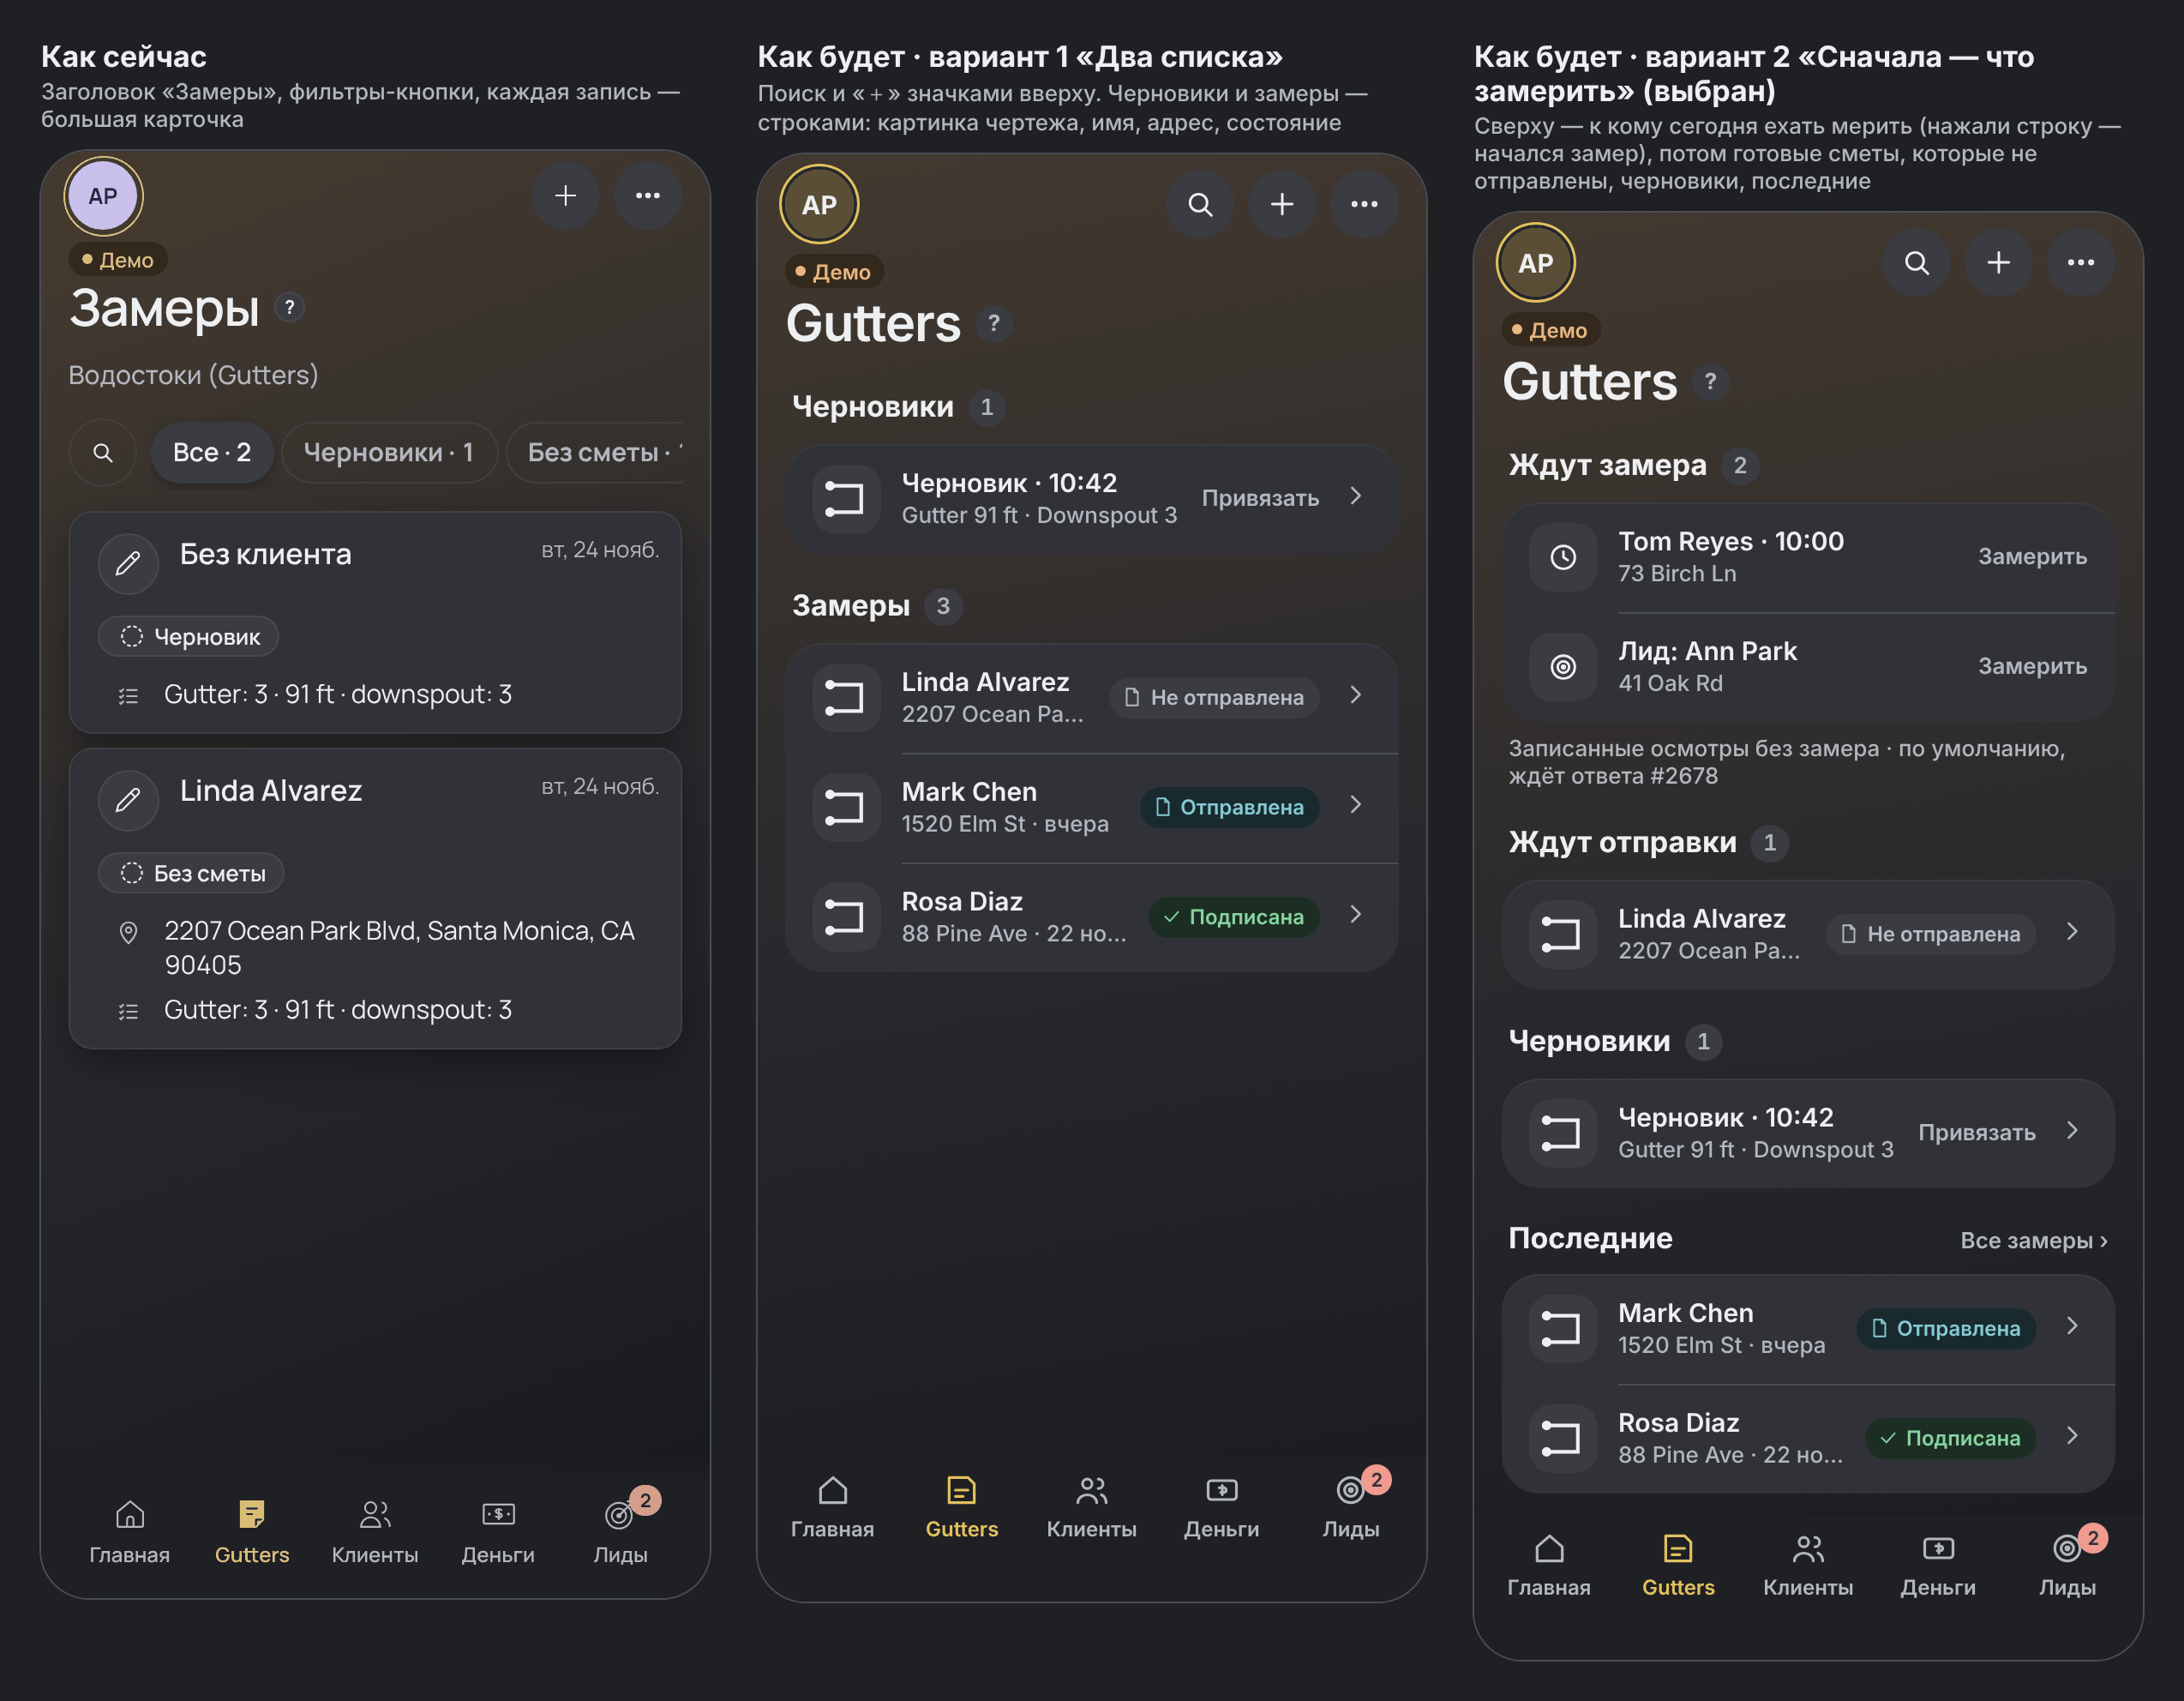 Как сейчас
Заголовок «Замеры», фильтры-кнопки, каждая запись —
большая карточка
AP
Демо
Замеры ?
Водостоки (Gutters)
Все · 2
Черновики · 1
Без сметы ·
Без клиента
вт, 24 нояб.
Черновик
Gutter: 3 · 91 ft · downspout: 3
Linda Alvarez
вт, 24 нояб.
Без сметы
2207 Ocean Park Blvd, Santa Monica, CA
90405
Gutter: 3 · 91 ft · downspout: 3
Главная
Gutters
Клиенты
Деньги
2
Лиды
Как будет · вариант 1 «Два списка»
Поиск и «+» значками вверху. Черновики и замеры —
строками: картинка чертежа, имя, адрес, состояние
AP
Демо
Gutters ?
Черновики 1
Черновик · 10:42
Gutter 91 ft · Downspout 3
Привязать
Замеры 3
Linda Alvarez
2207 Ocean Pa...
Не отправлена
Mark Chen
1520 Elm St · вчера
Отправлена
Rosa Diaz
88 Pine Ave · 22 но...
Подписана
Главная
Gutters
Клиенты
Деньги
2
Лиды
Как будет · вариант 2 «Сначала — что
замерить» (выбран)
Сверху — к кому сегодня ехать мерить (нажали строку —
начался замер), потом готовые сметы, которые не
отправлены, черновики, последние
AP
Демо
Gutters ?
Ждут замера 2
Tom Reyes · 10:00
73 Birch Ln
Замерить
Лид: Ann Park
41 Oak Rd
Замерить
Записанные осмотры без замера · по умолчанию,
ждёт ответа #2678
Ждут отправки 1
Linda Alvarez
2207 Ocean Pa...
Не отправлена
Черновики 1
Черновик · 10:42
Gutter 91 ft · Downspout 3
Привязать
Последние
Все замеры ›
Mark Chen
1520 Elm St · вчера
Отправлена
Rosa Diaz
88 Pine Ave · 22 но...
Подписана
Главная
Gutters
Клиенты
Деньги
2
Лиды